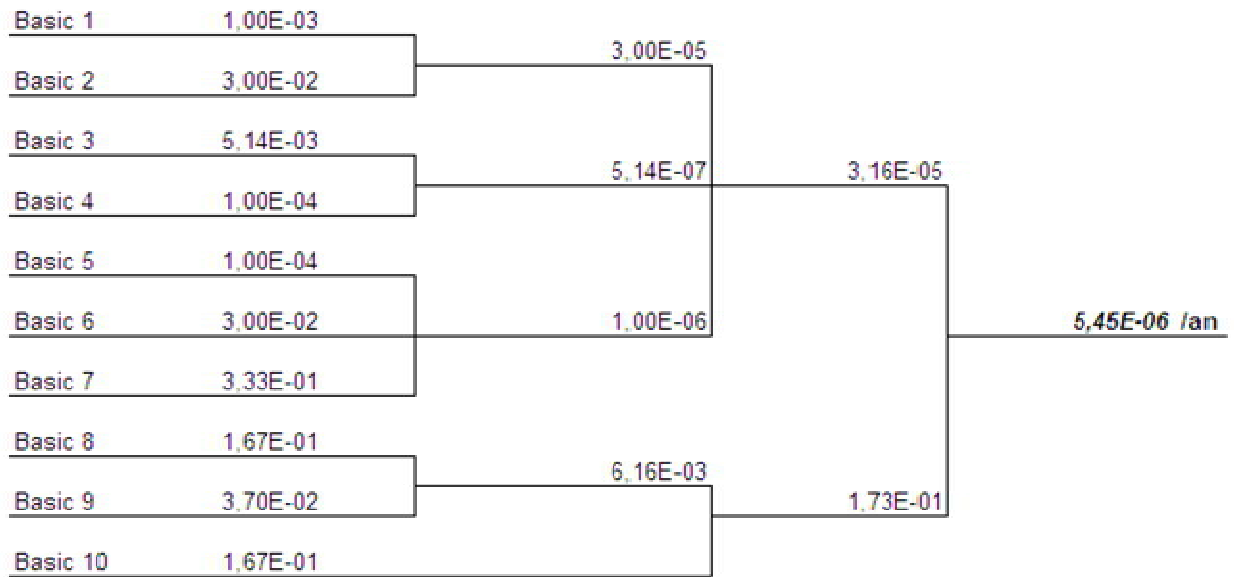 Basic 1 1,00E-03
3,00E-05
Basic 2 3,00E-02
Basic 3 5,14E-03
5,14E-07 3,16E-05
Basic 4 1,00E-04
Basic 5 1,00E-04
Basic 6 3,00E-02 1,00E-06 5,45E-06 /an
Basic 7 3,33E-01
Basic 8 1,67E-01
6,16E-03
Basic 9 3,70E-02 1,73E-01
Basic 10 1,67E-01